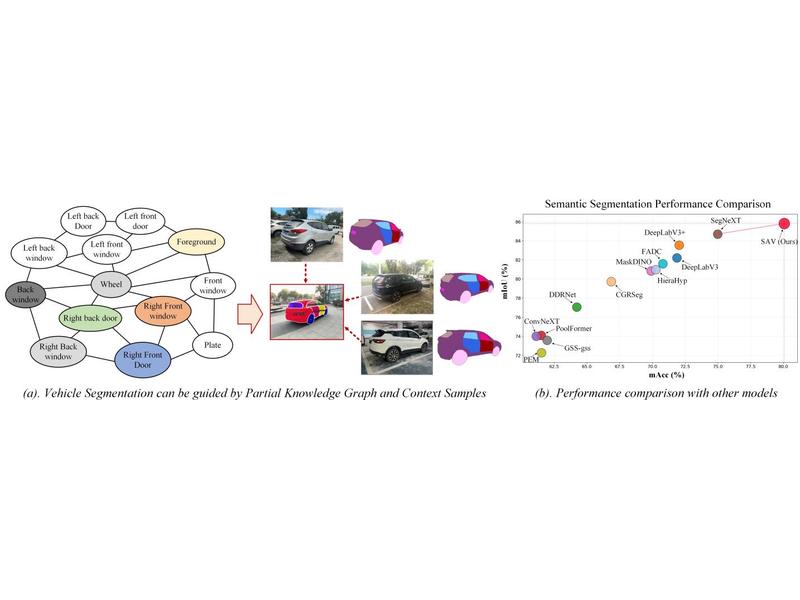 Left back
Door
Left front
door
Foreground
Left back
window
Left front
window
Wheel
Front
window
Back
window
Right Front
window
Right back door
Plate
Right Back
window
Right Front
Door
(a). Vehicle Segmentation can be guided by Partial Knowledge Graph and Context Samples
Semantic Segmentation Performance Comparison
mIoU (%)
86
84
82
80
78
76
74
72
SegNeXT
SAV (Ours)
DeepLabV3+
FADC
DeepLabV3
MaskDINO
HieraHyp
CGRSeg
DDRNet
ConvNeXT
PoolFormer
GSS-gss
PEM
62.5
65.0
67.5
70.0
72.5
75.0
77.5
80.0
mAcc (%)
(b). Performance comparison with other models